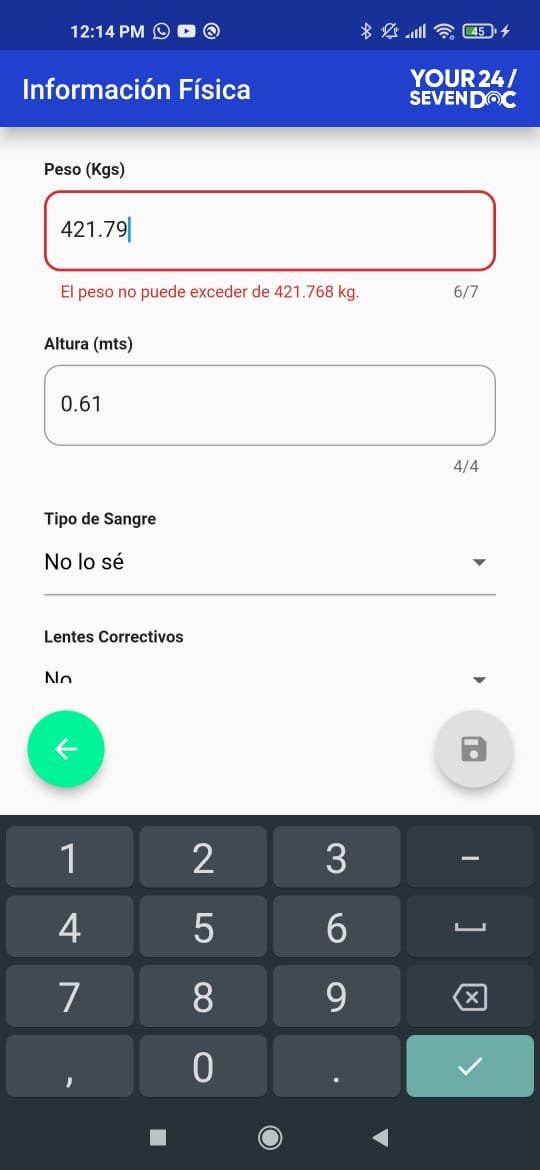 12:14 PM
45
Información Física
YOUR 24/
SEVENDOC
Peso (Kgs)
421.79
El peso no puede exceder de 421.768 kg.
6/7
Altura (mts)
0.61
4/4
Tipo de Sangre
No lo sé
Lentes Correctivos
No
1 2 3 -
4 5 6
7 8 9
, 0 .